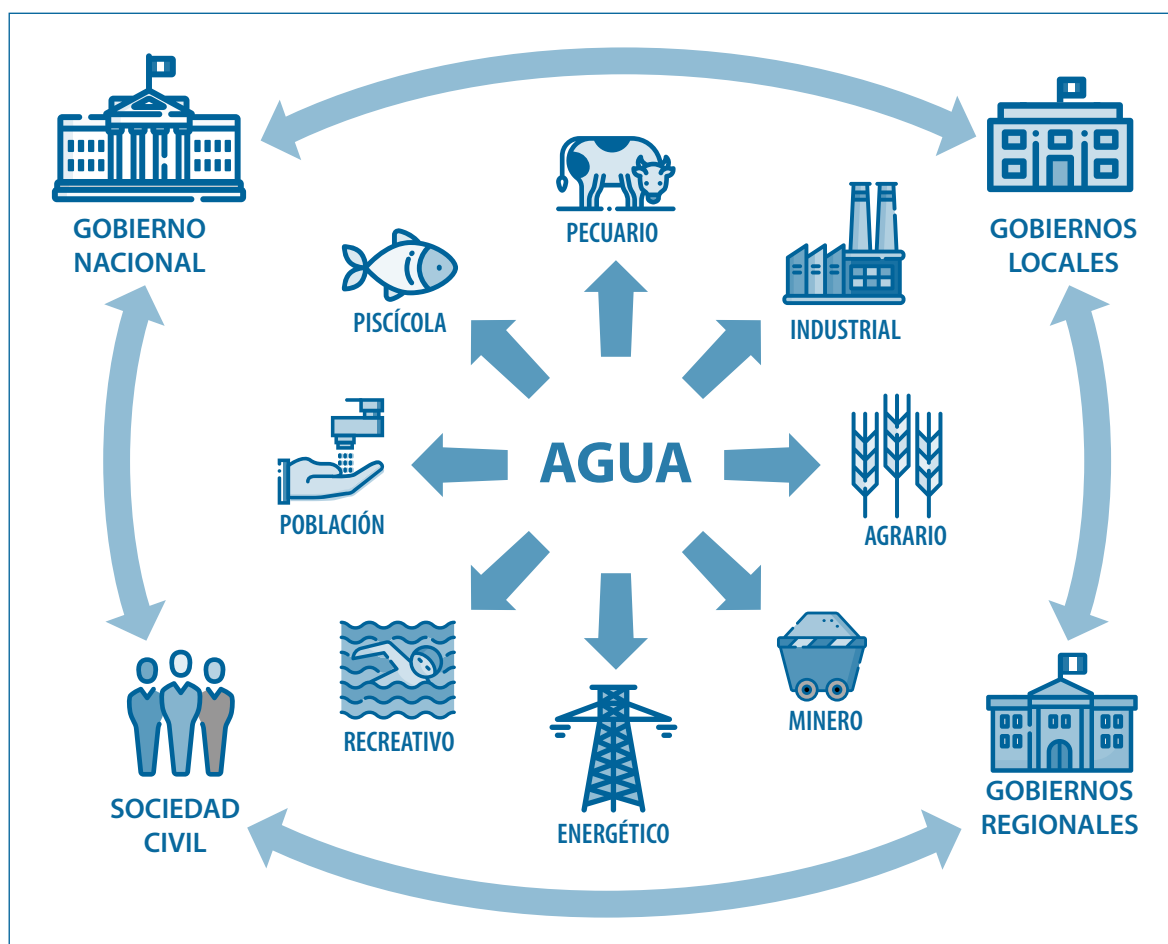 GOBIERNO
NACIONAL
GOBIERNOS
LOCALES
PECUARIO
PISCÍCOLA
INDUSTRIAL
POBLACIÓN
AGUA
AGRARIO
RECREATIVO
MINERO
ENERGÉTICO
SOCIEDAD
CIVIL
GOBIERNOS
REGIONALES